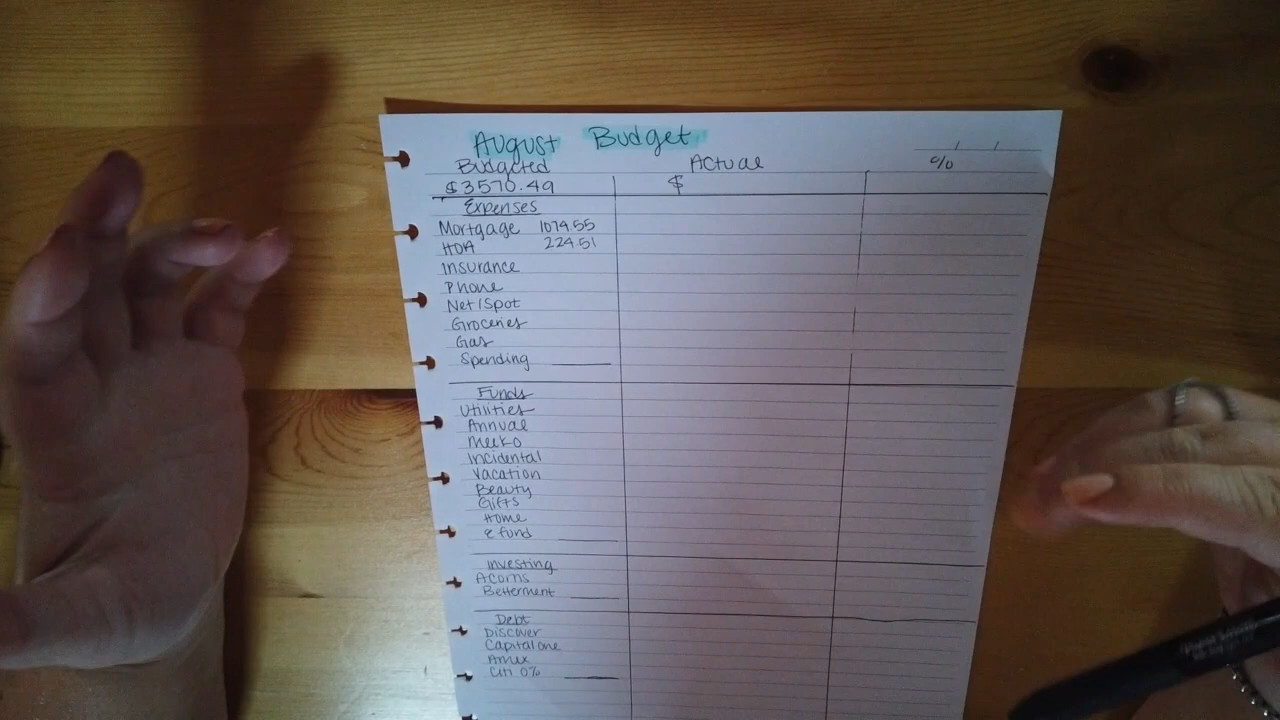 August Budget
Budgeted Actual %
$3570.49 $
Expenses
Mortgage 1074.55
HOA 224.51
Insurance
Phone
Net/Spot
Groceries
Gas
Spending
Funds
Utilities
Annual
Meeko
Incidental
Vacation
Beauty
Gifts
Home
E fund
Investing
Acorns
Betterment
Debt
Discover
Capital one
Amex
Citi 0%